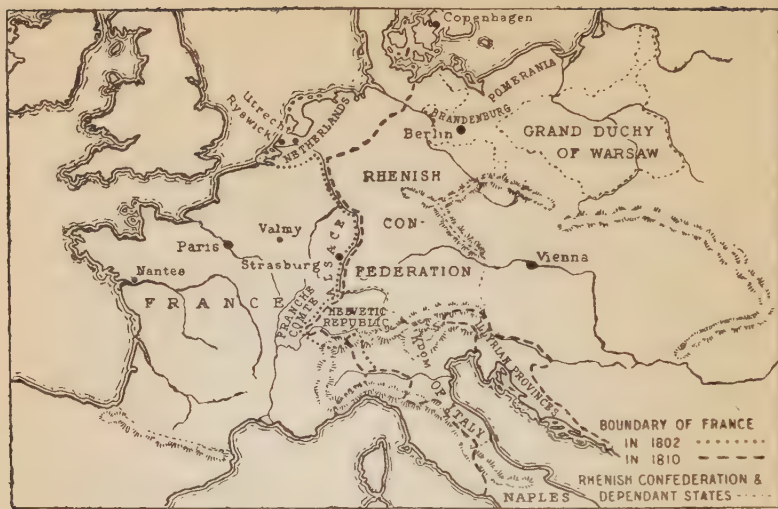 Copenhagen
POMERANIA
BRANDENBURG
Berlin
GRAND DUCHY
OF WARSAW
Utrecht
Ryswick
NETHERLANDS
RHENISH
CON-
FEDERATION
Valmy
Paris
Strasburg
ALSACE
Vienna
Nantes
FRANCE
FRANCHE
COMTE
HELVETIC
REPUBLIC
ILLYRIAN PROVINCES
OF ITALY
NAPLES
BOUNDARY OF FRANCE
IN 1802
IN 1810
RHENISH CONFEDERATION &
DEPENDANT STATES